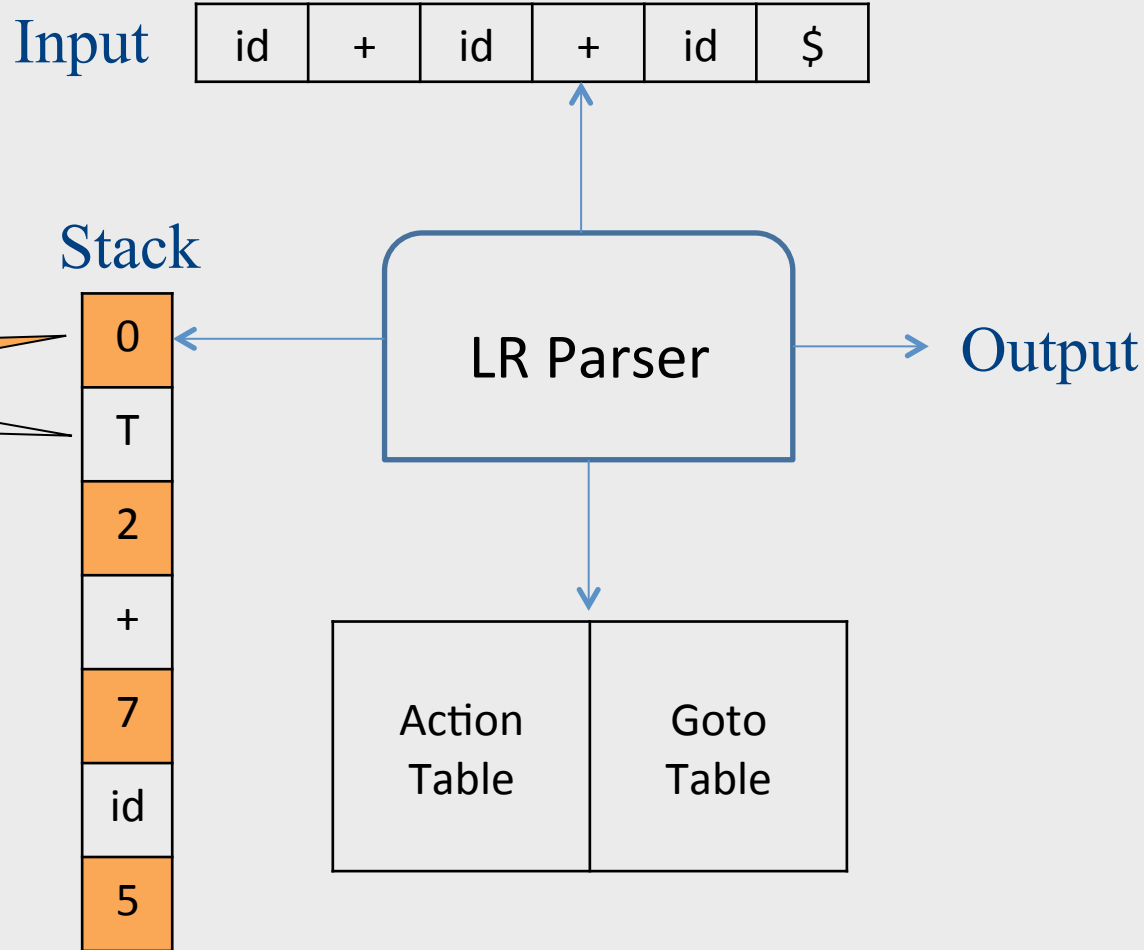 Input id + id + id $
Stack
0
T
2
+
7
id
5
LR Parser
Output
Action
Table
Goto
Table